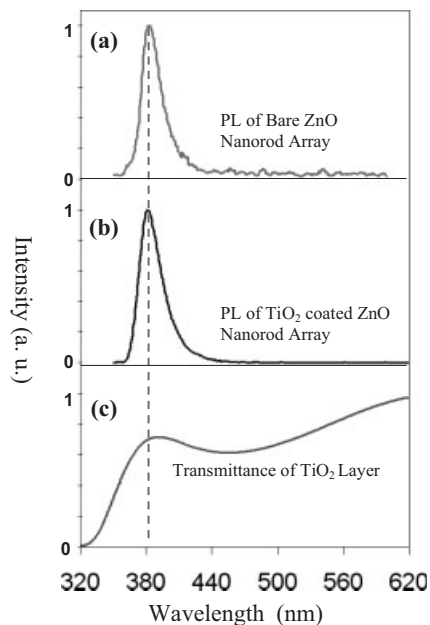 1
(a)
PL of Bare ZnO
Nanorod Array
0
1
(b)
PL of TiO2 coated ZnO
Nanorod Array
0
1
(c)
Transmittance of TiO2 Layer
0
Intensity (a. u.)
320 380 440 500 560 620
Wavelength (nm)